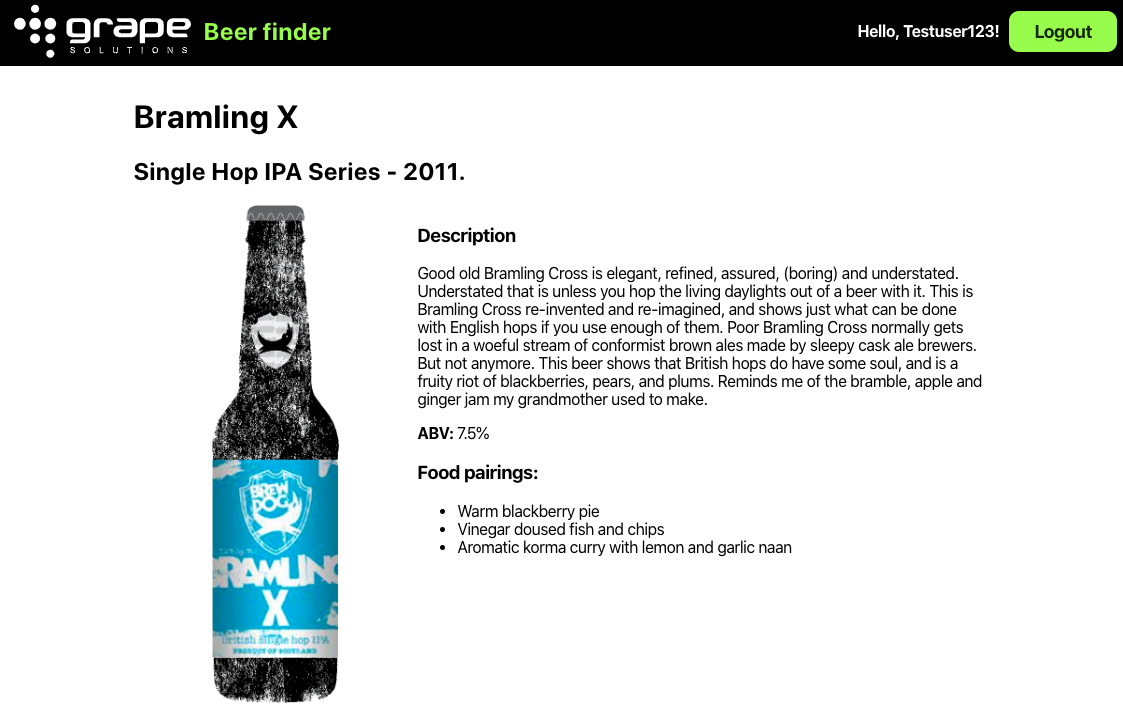 grape
SOLUTIONS
Beer finder
Hello, Testuser123!
Logout
Bramling X
Single Hop IPA Series - 2011.
Description
Good old Bramling Cross is elegant, refined, assured, (boring) and understated.
Understated that is unless you hop the living daylights out of a beer with it. This is
Bramling Cross re-invented and re-imagined, and shows just what can be done
with English hops if you use enough of them. Poor Bramling Cross normally gets
lost in a woeful stream of conformist brown ales made by sleepy cask ale brewers.
But not anymore. This beer shows that British hops do have some soul, and is a
fruity riot of blackberries, pears, and plums. Reminds me of the bramble, apple and
ginger jam my grandmother used to make.
ABV: 7.5%
Food pairings:
Warm blackberry pie
Vinegar doused fish and chips
Aromatic korma curry with lemon and garlic naan
BREW
DOG
BRAMLING
X
British single hop IPA
PRODUCT OF SCOTLAND